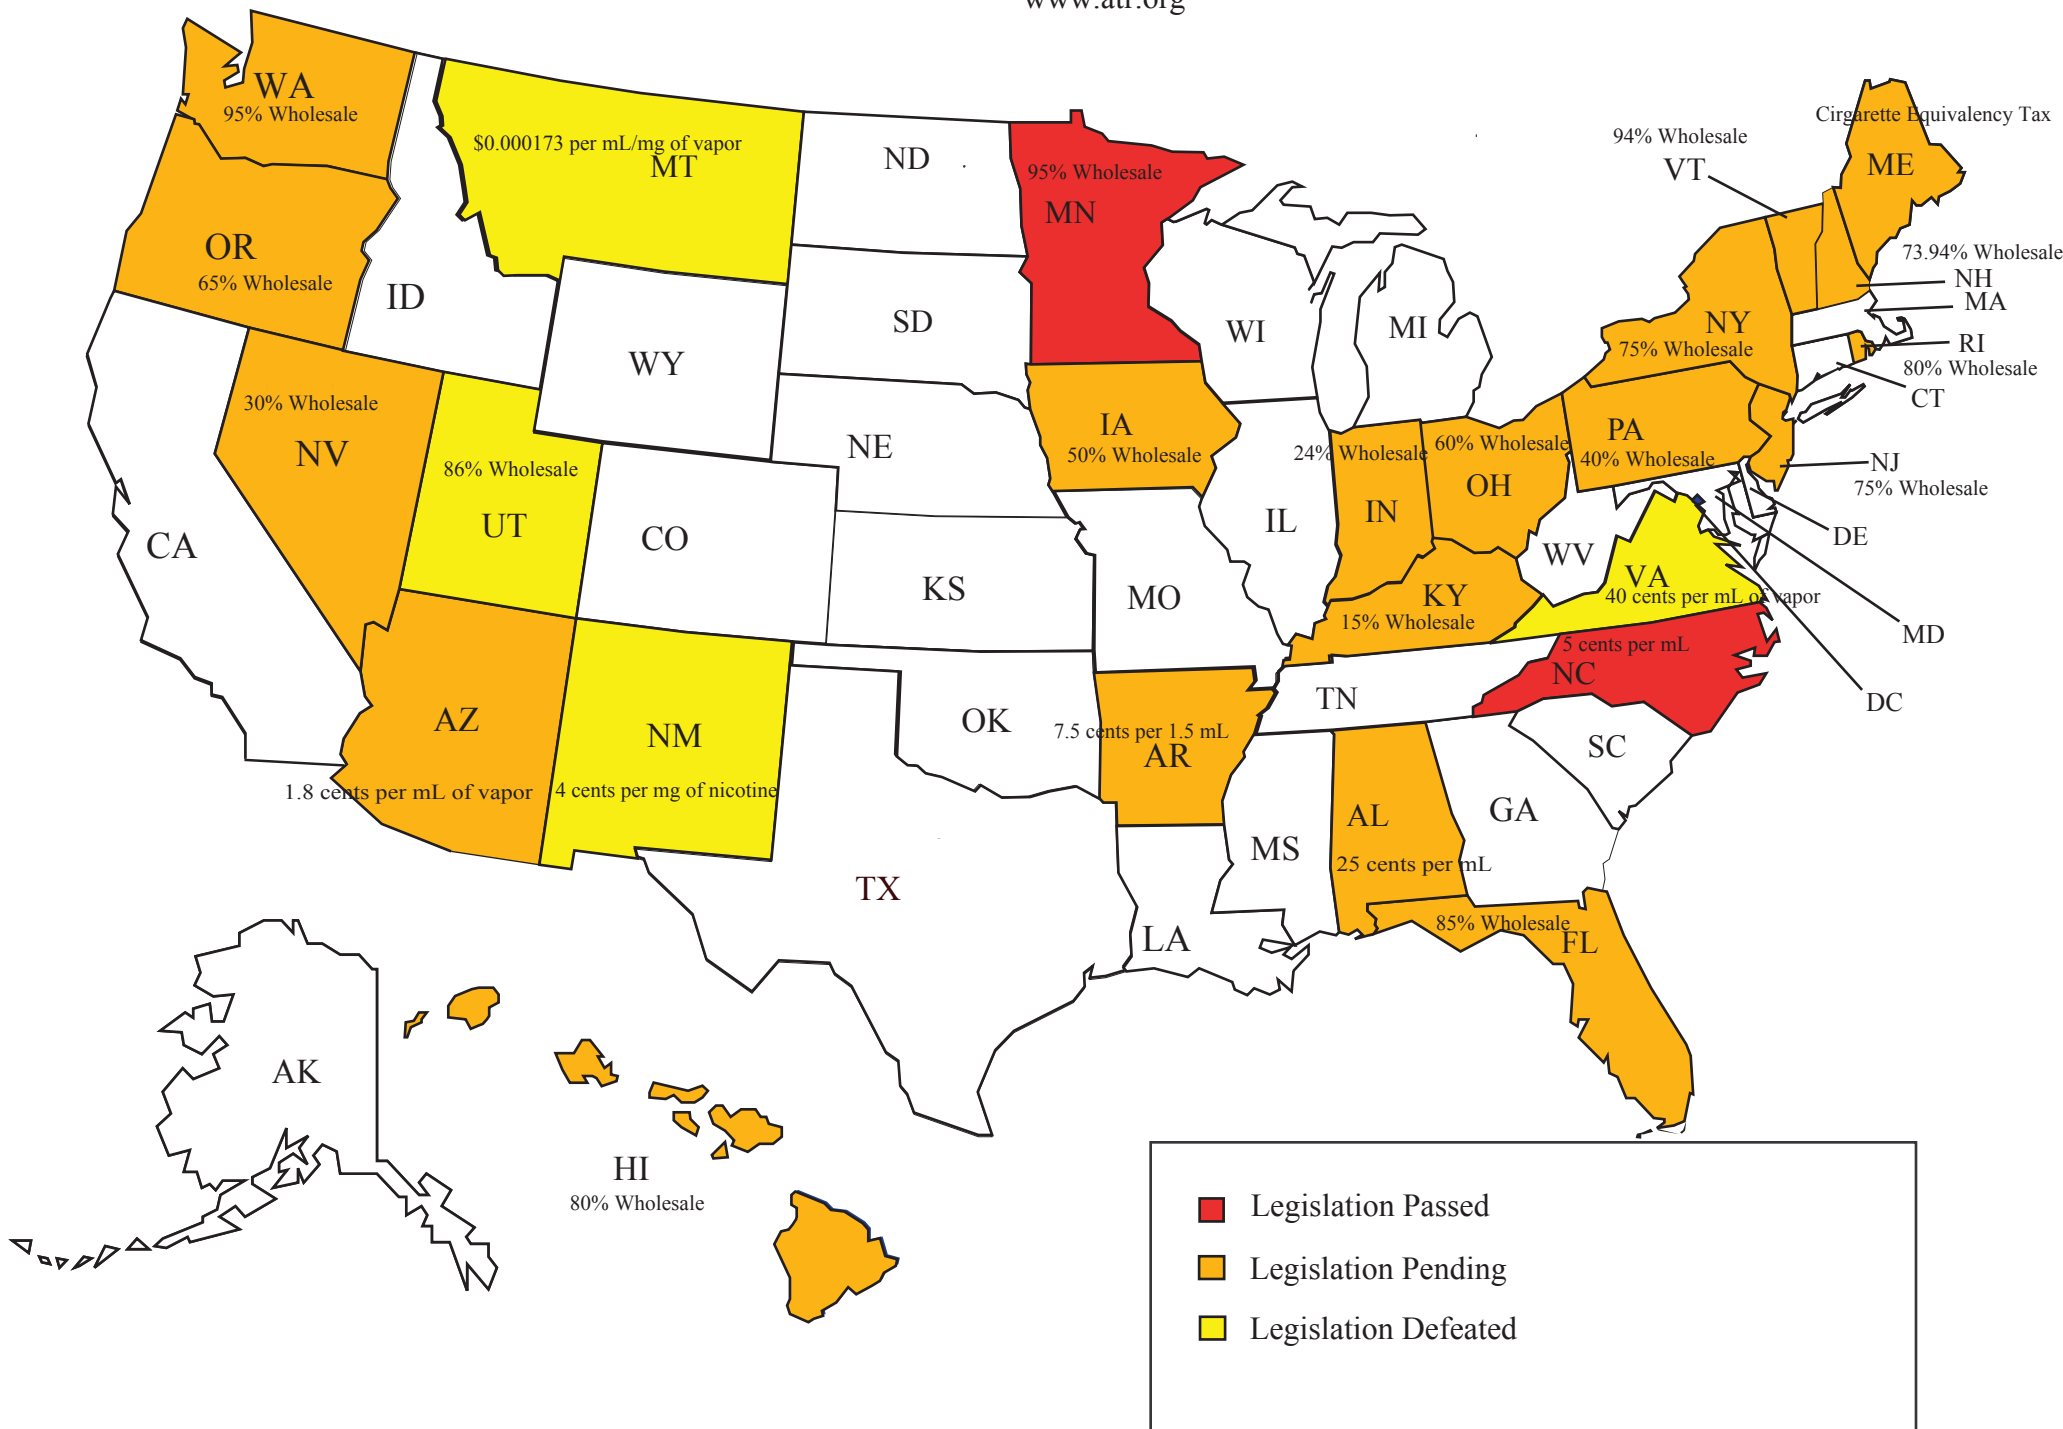 www.atr.org
WA
95% Wholesale
OR
65% Wholesale
ID
$0.000173 per mL/mg of vapor
MT
ND
95% Wholesale
MN
SD
WY
WI
MI
94% Wholesale
VT
Cirgarette Equivalency Tax
ME
73.94% Wholesale
NH
MA
NY
75% Wholesale
RI
80% Wholesale
CT
30% Wholesale
NV
86% Wholesale
UT
CA
CO
NE
KS
IA
50% Wholesale
MO
IL
24% Wholesale
IN
60% Wholesale
OH
PA
40% Wholesale
NJ
75% Wholesale
DE
WV
VA
40 cents per mL of vapor
MD
DC
KY
15% Wholesale
5 cents per mL
NC
TN
SC
AZ
1.8 cents per mL of vapor
NM
4 cents per mg of nicotine
OK
7.5 cents per 1.5 mL
AR
TX
LA
MS
AL
25 cents per mL
GA
85% Wholesale
FL
AK
HI
80% Wholesale
Legislation Passed
Legislation Pending
Legislation Defeated